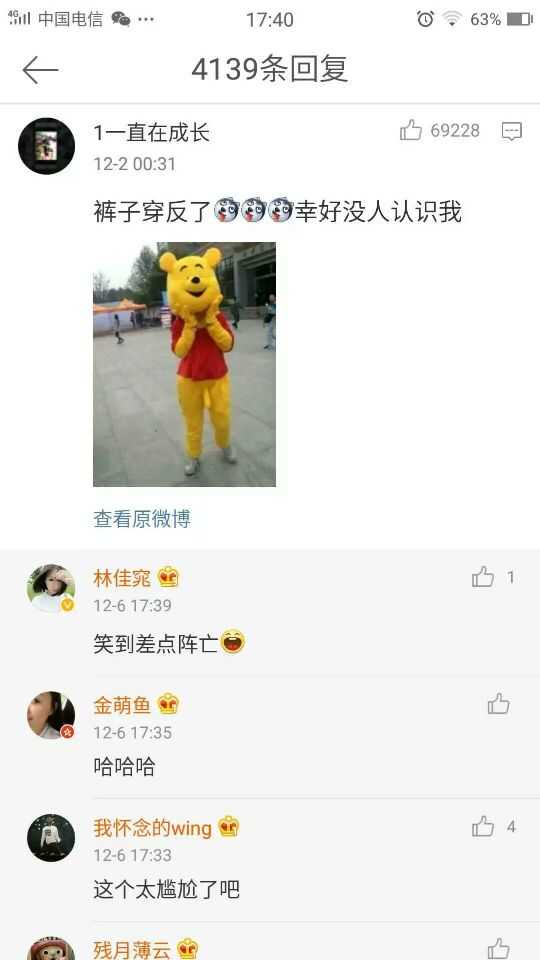 4G 中国电信 17:40 63%
4139条回复
1一直在成长 69228
12-2 00:31
裤子穿反了幸好没人认识我
查看原微博
林佳窕 1
12-6 17:39
笑到差点阵亡
金萌鱼
12-6 17:35
哈哈哈
我怀念的wing 4
12-6 17:33
这个太尴尬了吧
残月薄云